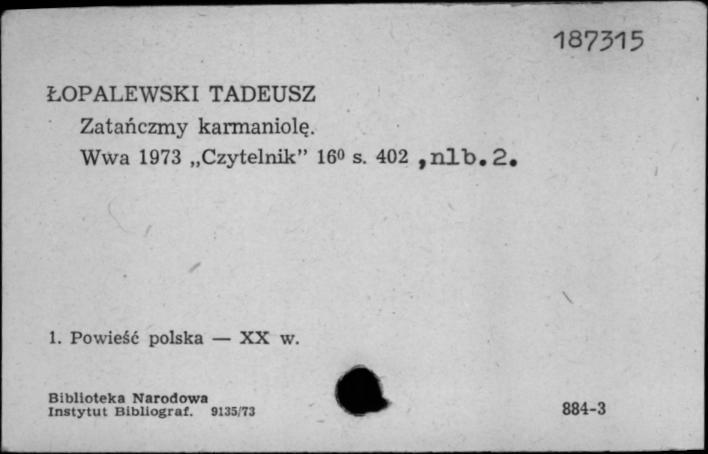 187315
ŁOPALEWSKI TADEUSZ
Zatańczmy karmaniolę.
Wwa 1973 „Czytelnik” 16⁰ s. 402 ,nlb.2.
1. Powieść polska — XX w.
Biblioteka Narodowa
Instytut Bibliograf. 9135/73
884-3